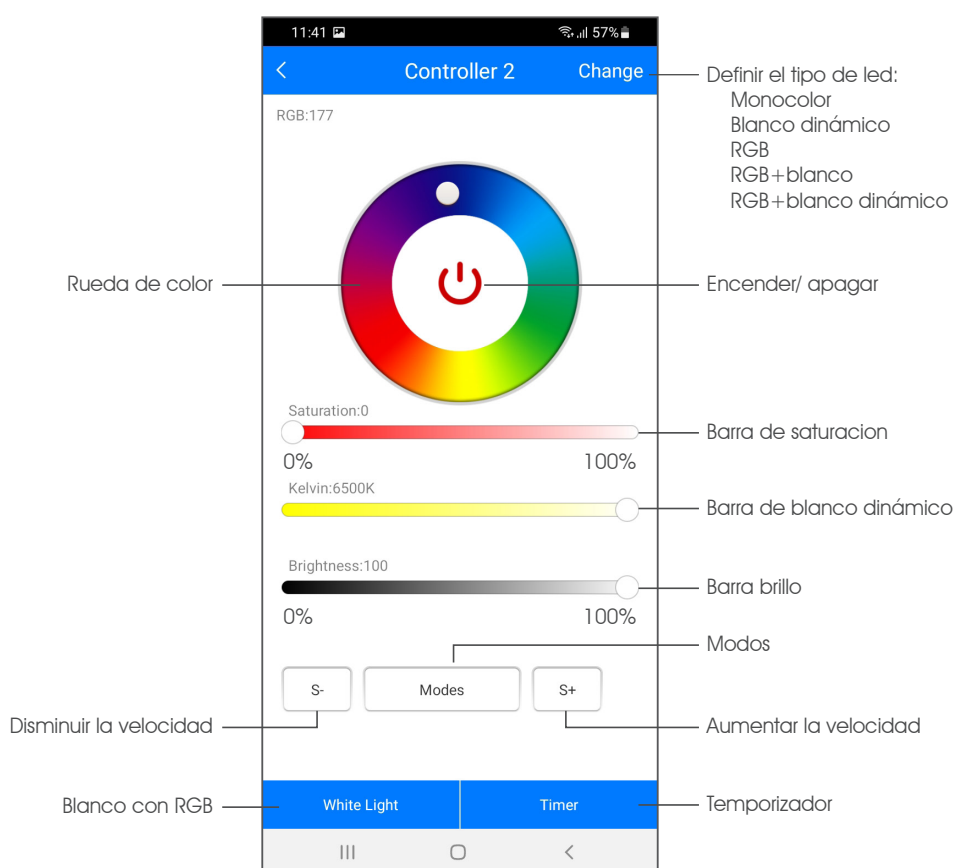 11:41 57%
Controller 2 Change
Definir el tipo de led:
Monocolor
Blanco dinámico
RGB
RGB+blanco
RGB+blanco dinámico
RGB:177
Rueda de color
Encender/ apagar
Saturation:0
Barra de saturacion
0% 100%
Kelvin:6500K
Barra de blanco dinámico
Brightness:100
Barra brillo
0% 100%
Modos
S- Modes S+
Disminuir la velocidad
Aumentar la velocidad
Blanco con RGB
White Light Timer
Temporizador